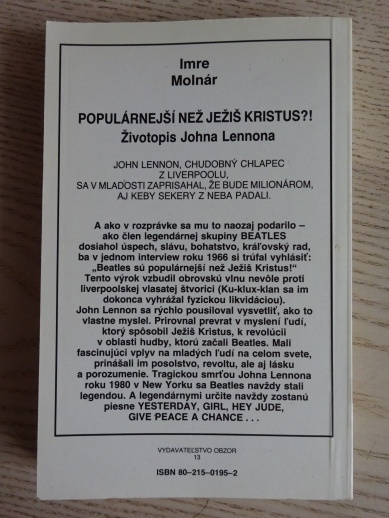 Imre
Molnár
POPULÁRNEJŠÍ NEŽ JEŽIŠ KRISTUS?!
Životopis Johna Lennona
JOHN LENNON, CHUDOBNÝ CHLAPEC
Z LIVERPOOLU,
SA V MLADOSTI ZAPRISAHAL, ŽE BUDE MILIONÁROM,
AJ KEBY SEKERY Z NEBA PADALI.
A ako v rozprávke sa mu to naozaj podarilo –
ako člen legendárnej skupiny BEATLES
dosiahol úspech, slávu, bohatstvo, kráľovský rad,
ba v jednom interview roku 1966 si trúfal vyhlásiť:
„Beatles sú populárnejší než Ježiš Kristus!“
Tento výrok vzbudil obrovskú vlnu nevôle proti
liverpoolskej vlasatej štvorici (Ku-klux-klan sa im
dokonca vyhrážal fyzickou likvidáciou).
John Lennon sa rýchlo pousiloval vysvetliť, ako to
vlastne myslel. Prirovnal prevrat v myslení ľudí,
ktorý spôsobil Ježiš Kristus, k revolúcii
v oblasti hudby, ktorú začali Beatles. Mali
fascinujúci vplyv na mladých ľudí na celom svete,
prinášali im posolstvo, revoltu, ale aj lásku
a porozumenie. Tragickou smrťou Johna Lennona
roku 1980 v New Yorku sa Beatles navždy stali
legendou. A legendárnymi určite navždy zostanú
piesne YESTERDAY, GIRL, HEY JUDE,
GIVE PEACE A CHANCE . . .
VYDAVATEĽSTVO OBZOR
13
ISBN 80–215–0195–2